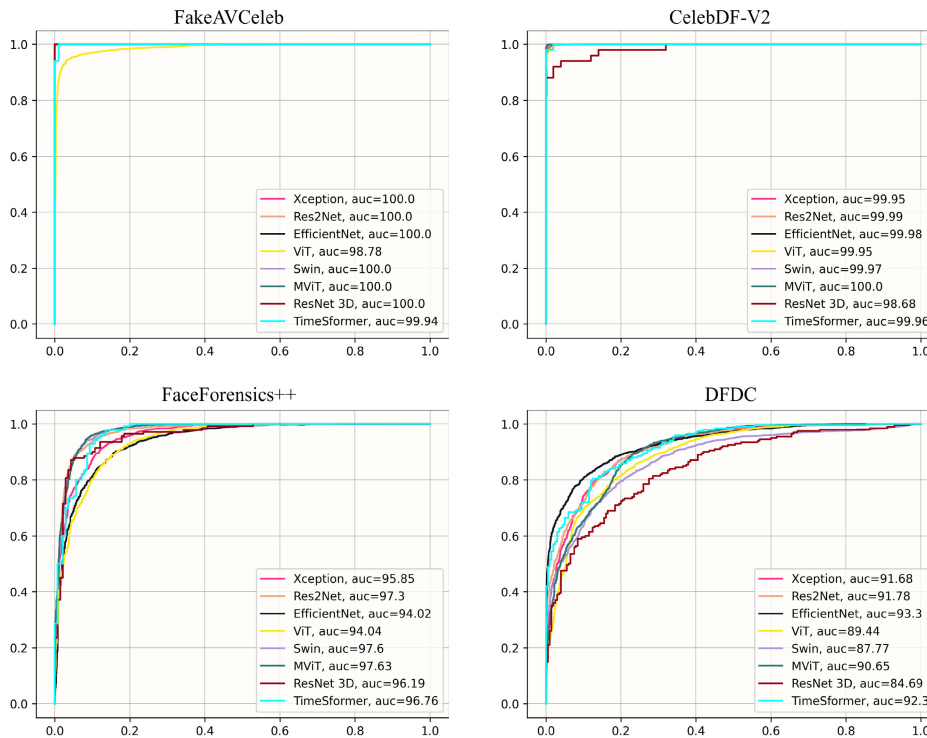 FakeAVCeleb
1.0
0.8
0.6
0.4
0.2
0.0
Xception, auc=100.0
Res2Net, auc=100.0
EfficientNet, auc=100.0
ViT, auc=98.78
Swin, auc=100.0
MViT, auc=100.0
ResNet 3D, auc=100.0
TimeSformer, auc=99.94
0.0 0.2 0.4 0.6 0.8 1.0
CelebDF-V2
1.0
0.8
0.6
0.4
0.2
0.0
Xception, auc=99.95
Res2Net, auc=99.99
EfficientNet, auc=99.98
ViT, auc=99.95
Swin, auc=99.97
MViT, auc=100.0
ResNet 3D, auc=98.68
TimeSformer, auc=99.96
0.0 0.2 0.4 0.6 0.8 1.0
FaceForensics++
1.0
0.8
0.6
0.4
0.2
0.0
Xception, auc=95.85
Res2Net, auc=97.3
EfficientNet, auc=94.02
ViT, auc=94.04
Swin, auc=97.6
MViT, auc=97.63
ResNet 3D, auc=96.19
TimeSformer, auc=96.76
0.0 0.2 0.4 0.6 0.8 1.0
DFDC
1.0
0.8
0.6
0.4
0.2
0.0
Xception, auc=91.68
Res2Net, auc=91.78
EfficientNet, auc=93.3
ViT, auc=89.44
Swin, auc=87.77
MViT, auc=90.65
ResNet 3D, auc=84.69
TimeSformer, auc=92.3
0.0 0.2 0.4 0.6 0.8 1.0